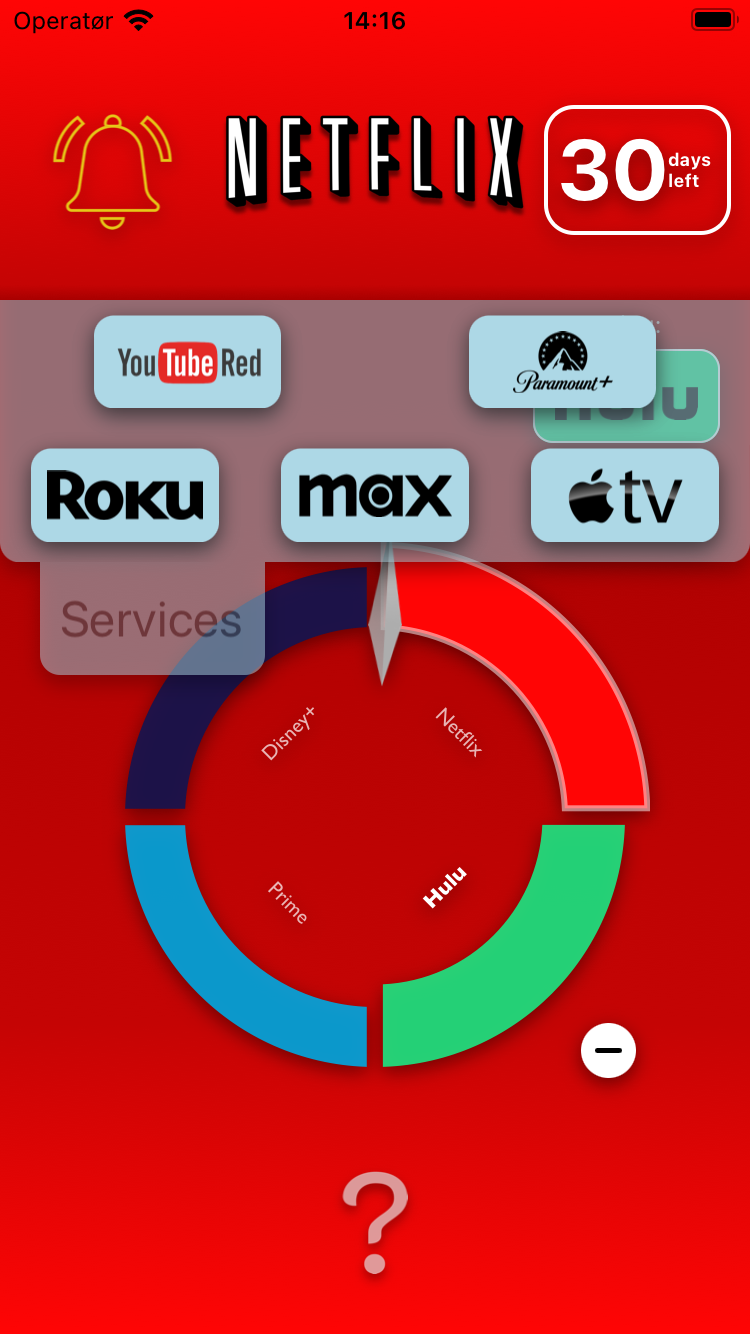 Operatør
14:16
NETFLIX
30 days
left
YouTube Red
Paramount+
hulu
Roku
max
tv
Services
Disney+
Netflix
Prime
Hulu
?